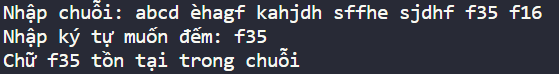 Nhập chuỗi: abcd èhagf kahjdh sffhe sjdhf f35 f16
Nhập ký tự muốn đếm: f35
Chữ f35 tồn tại trong chuỗi